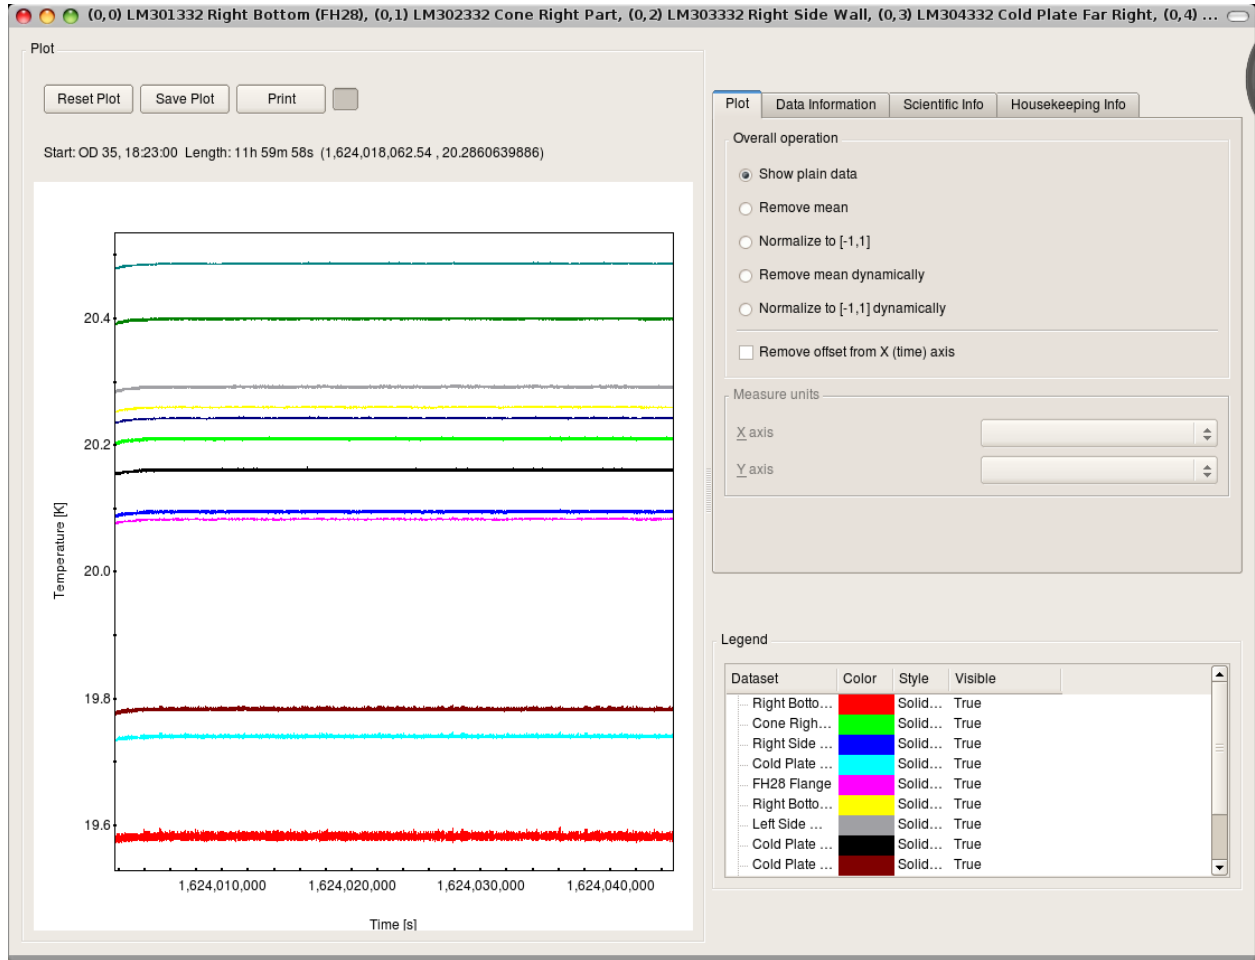 (0,0) LM301332 Right Bottom (FH28), (0,1) LM302332 Cone Right Part, (0,2) LM303332 Right Side Wall, (0,3) LM304332 Cold Plate Far Right, (0,4) ...
Plot
Reset Plot Save Plot Print
Start: OD 35, 18:23:00 Length: 11h 59m 58s (1,624,018,062.54 , 20.2860639886)
20.4
20.2
20.0
19.8
19.6
Temperature [K]
1,624,010,000 1,624,020,000 1,624,030,000 1,624,040,000
Time [s]
Plot Data Information Scientific Info Housekeeping Info
Overall operation
Show plain data
Remove mean
Normalize to [-1,1]
Remove mean dynamically
Normalize to [-1,1] dynamically
Remove offset from X (time) axis
Measure units
X axis
Y axis
Legend
Dataset Color Style Visible
Right Botto... Solid... True
Cone Righ... Solid... True
Right Side ... Solid... True
Cold Plate ... Solid... True
FH28 Flange Solid... True
Right Botto... Solid... True
Left Side ... Solid... True
Cold Plate ... Solid... True
Cold Plate ... Solid... True